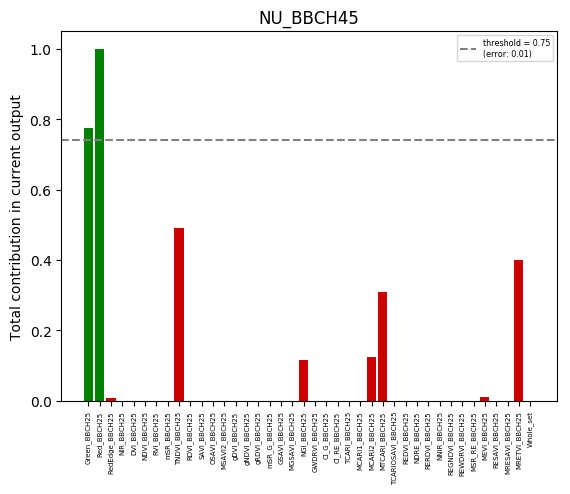 NU_BBCH45
threshold = 0.75
(error: 0.01)
Total contribution in current output
1.0
0.8
0.6
0.4
0.2
0.0
Green_BBCH25
Red_BBCH25
RedEdge_BBCH25
NIR_BBCH25
DVI_BBCH25
NDVI_BBCH25
RVI_BBCH25
mSR_BBCH25
TNDVI_BBCH25
RDVI_BBCH25
SAVI_BBCH25
OSAVI_BBCH25
MSAVI2_BBCH25
gDVI_BBCH25
gNDVI_BBCH25
gRDVI_BBCH25
mSR_G_BBCH25
GSAVI_BBCH25
MGSAVI_BBCH25
NGI_BBCH25
GWDRVI_BBCH25
CI_G_BBCH25
CI_RE_BBCH25
TCARI_BBCH25
MCARI1_BBCH25
MCARI2_BBCH25
MTCARI_BBCH25
TCARIOSAVI_BBCH25
REDVI_BBCH25
NDRE_BBCH25
RERDVI_BBCH25
NNIR_BBCH25
REGNDVI_BBCH25
REWDRVI_BBCH25
MSR_RE_BBCH25
MEVI_BBCH25
RESAVI_BBCH25
MRESAVI_BBCH25
MRETVI_BBCH25
Whole_set